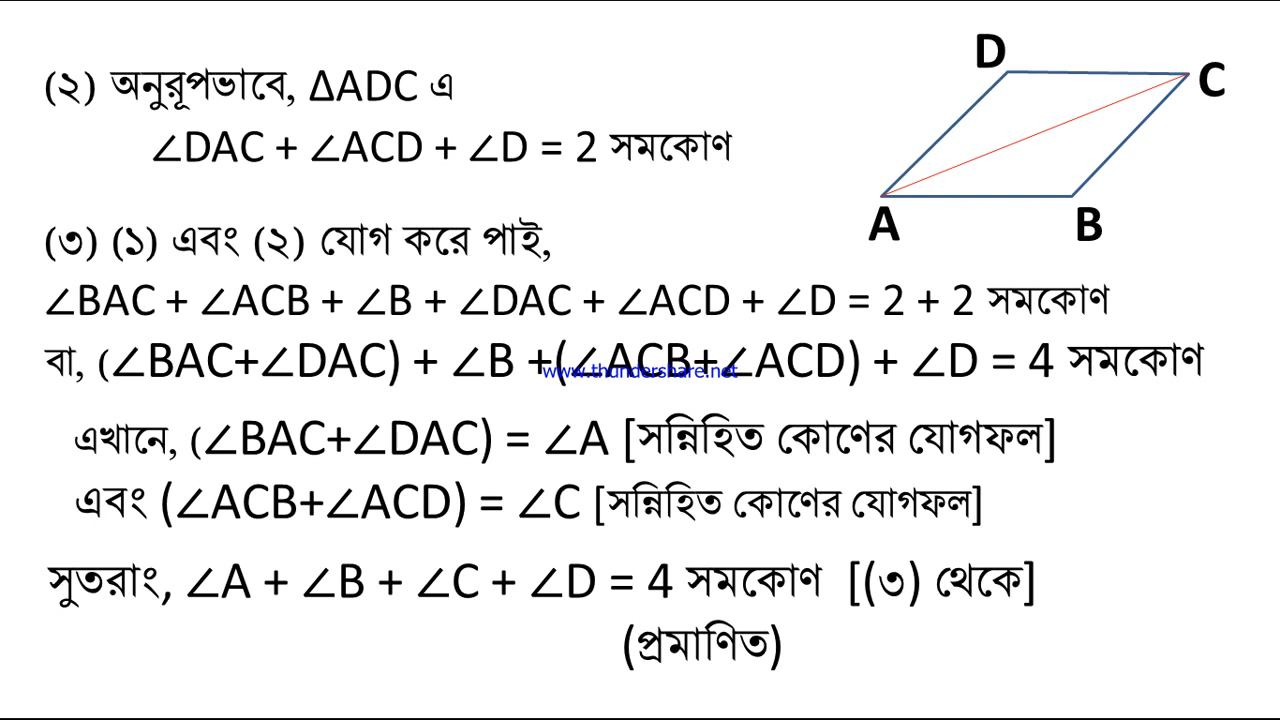 (২) অনুরূপভাবে, ΔADC এ
∠DAC + ∠ACD + ∠D = 2 সমকোণ
(৩) (১) এবং (২) যোগ করে পাই,
∠BAC + ∠ACB + ∠B + ∠DAC + ∠ACD + ∠D = 2 + 2 সমকোণ
বা, (∠BAC+∠DAC) + ∠B +(∠ACB+∠ACD) + ∠D = 4 সমকোণ
www.thundershare.net
এখানে, (∠BAC+∠DAC) = ∠A [সন্নিহিত কোণের যোগফল]
এবং (∠ACB+∠ACD) = ∠C [সন্নিহিত কোণের যোগফল]
সুতরাং, ∠A + ∠B + ∠C + ∠D = 4 সমকোণ [(৩) থেকে]
(প্রমাণিত)
D
C
A
B